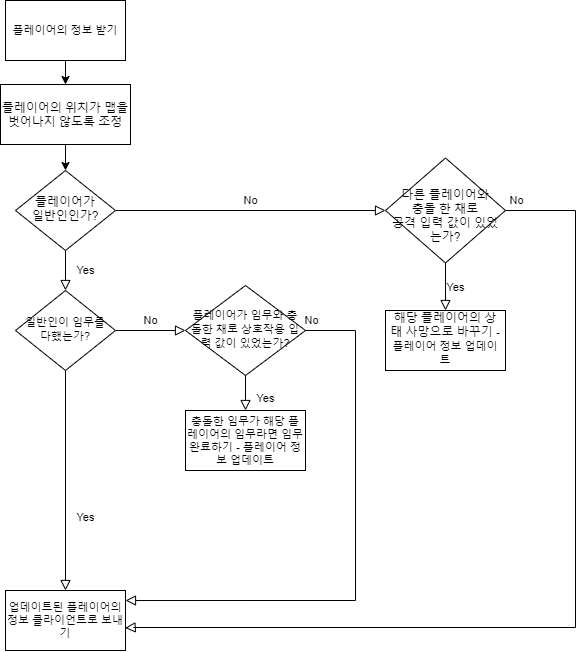 플레이어의 정보 받기
플레이어의 위치가 맵을
벗어나지 않도록 조정
플레이어가
일반인인가?
No
다른 플레이어와
충돌 한 채로
공격 입력 값이 있었
는가?
No
Yes
Yes
해당 플레이어의 상
태 사망으로 바꾸기 -
플레이어 정보 업데이
트
일반인이 임무를
다했는가?
No
플레이어가 임무와 충
돌한 채로 상호작용 입
력 값이 있었는가?
No
Yes
충돌한 임무가 해당 플
레이어의 임무라면 임무
완료하기 - 플레이어 정
보 업데이트
Yes
업데이트된 플레이어의
정보 클라이언트로 보내
기